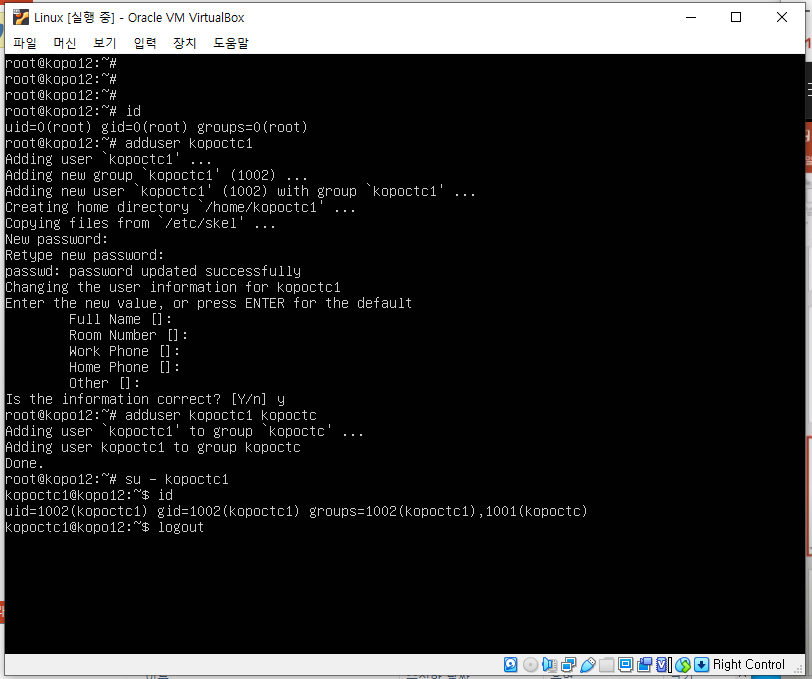 Linux [실행 중] - Oracle VM VirtualBox
파일 머신 보기 입력 장치 도움말
root@kopo12:~#
root@kopo12:~#
root@kopo12:~#
root@kopo12:~# id
uid=0(root) gid=0(root) groups=0(root)
root@kopo12:~# adduser kopoctc1
Adding user `kopoctc1' ...
Adding new group `kopoctc1' (1002) ...
Adding new user `kopoctc1' (1002) with group `kopoctc1' ...
Creating home directory `/home/kopoctc1' ...
Copying files from `/etc/skel' ...
New password:
Retype new password:
passwd: password updated successfully
Changing the user information for kopoctc1
Enter the new value, or press ENTER for the default
Full Name []:
Room Number []:
Work Phone []:
Home Phone []:
Other []:
Is the information correct? [Y/n] y
root@kopo12:~# adduser kopoctc1 kopoctc
Adding user `kopoctc1' to group `kopoctc' ...
Adding user kopoctc1 to group kopoctc
Done.
root@kopo12:~# su - kopoctc1
kopoctc1@kopo12:~$ id
uid=1002(kopoctc1) gid=1002(kopoctc1) groups=1002(kopoctc1),1001(kopoctc)
kopoctc1@kopo12:~$ logout
Right Control